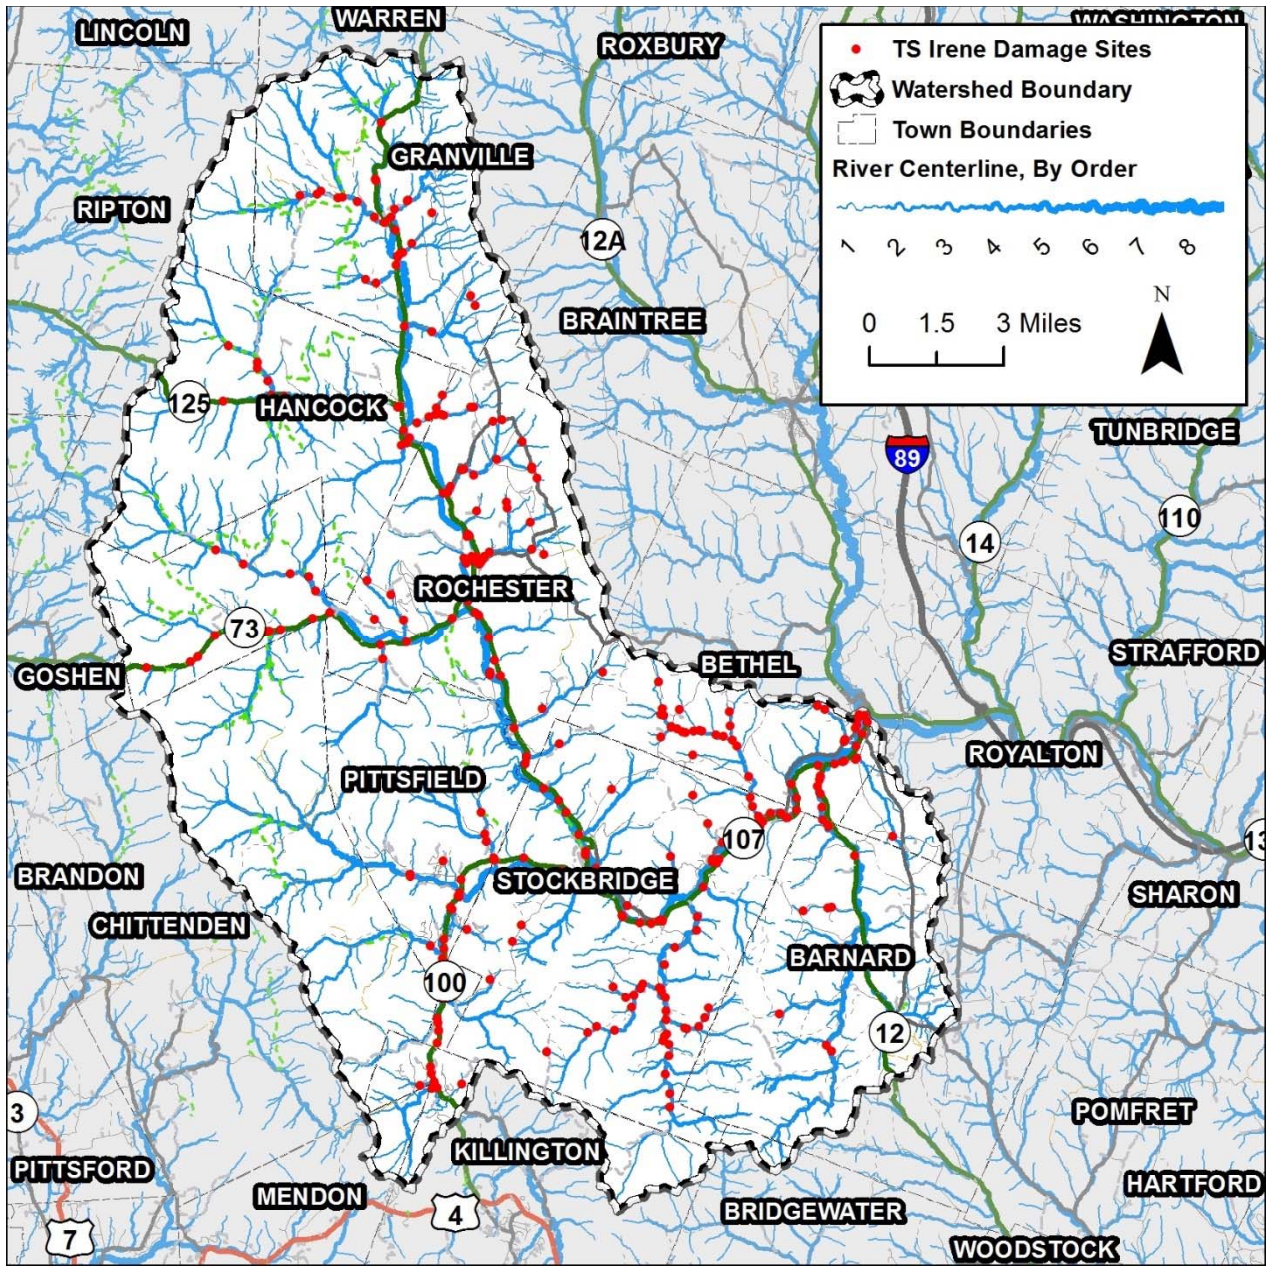 LINCOLN
WARREN
ROXBURY
WASHINGTON
TS Irene Damage Sites
Watershed Boundary
Town Boundaries
River Centerline, By Order
1 2 3 4 5 6 7 8
N
0 1.5 3 Miles
GRANVILLE
RIPTON
12A
BRAINTREE
125
HANCOCK
TUNBRIDGE
89
110
14
ROCHESTER
73
GOSHEN
BETHEL
STRAFFORD
ROYALTON
PITTSFIELD
107
13
BRANDON
STOCKBRIDGE
SHARON
CHITTENDEN
BARNARD
100
12
3
POMFRET
KILLINGTON
PITTSFORD
MENDON
HARTFORD
4
BRIDGEWATER
7
WOODSTOCK